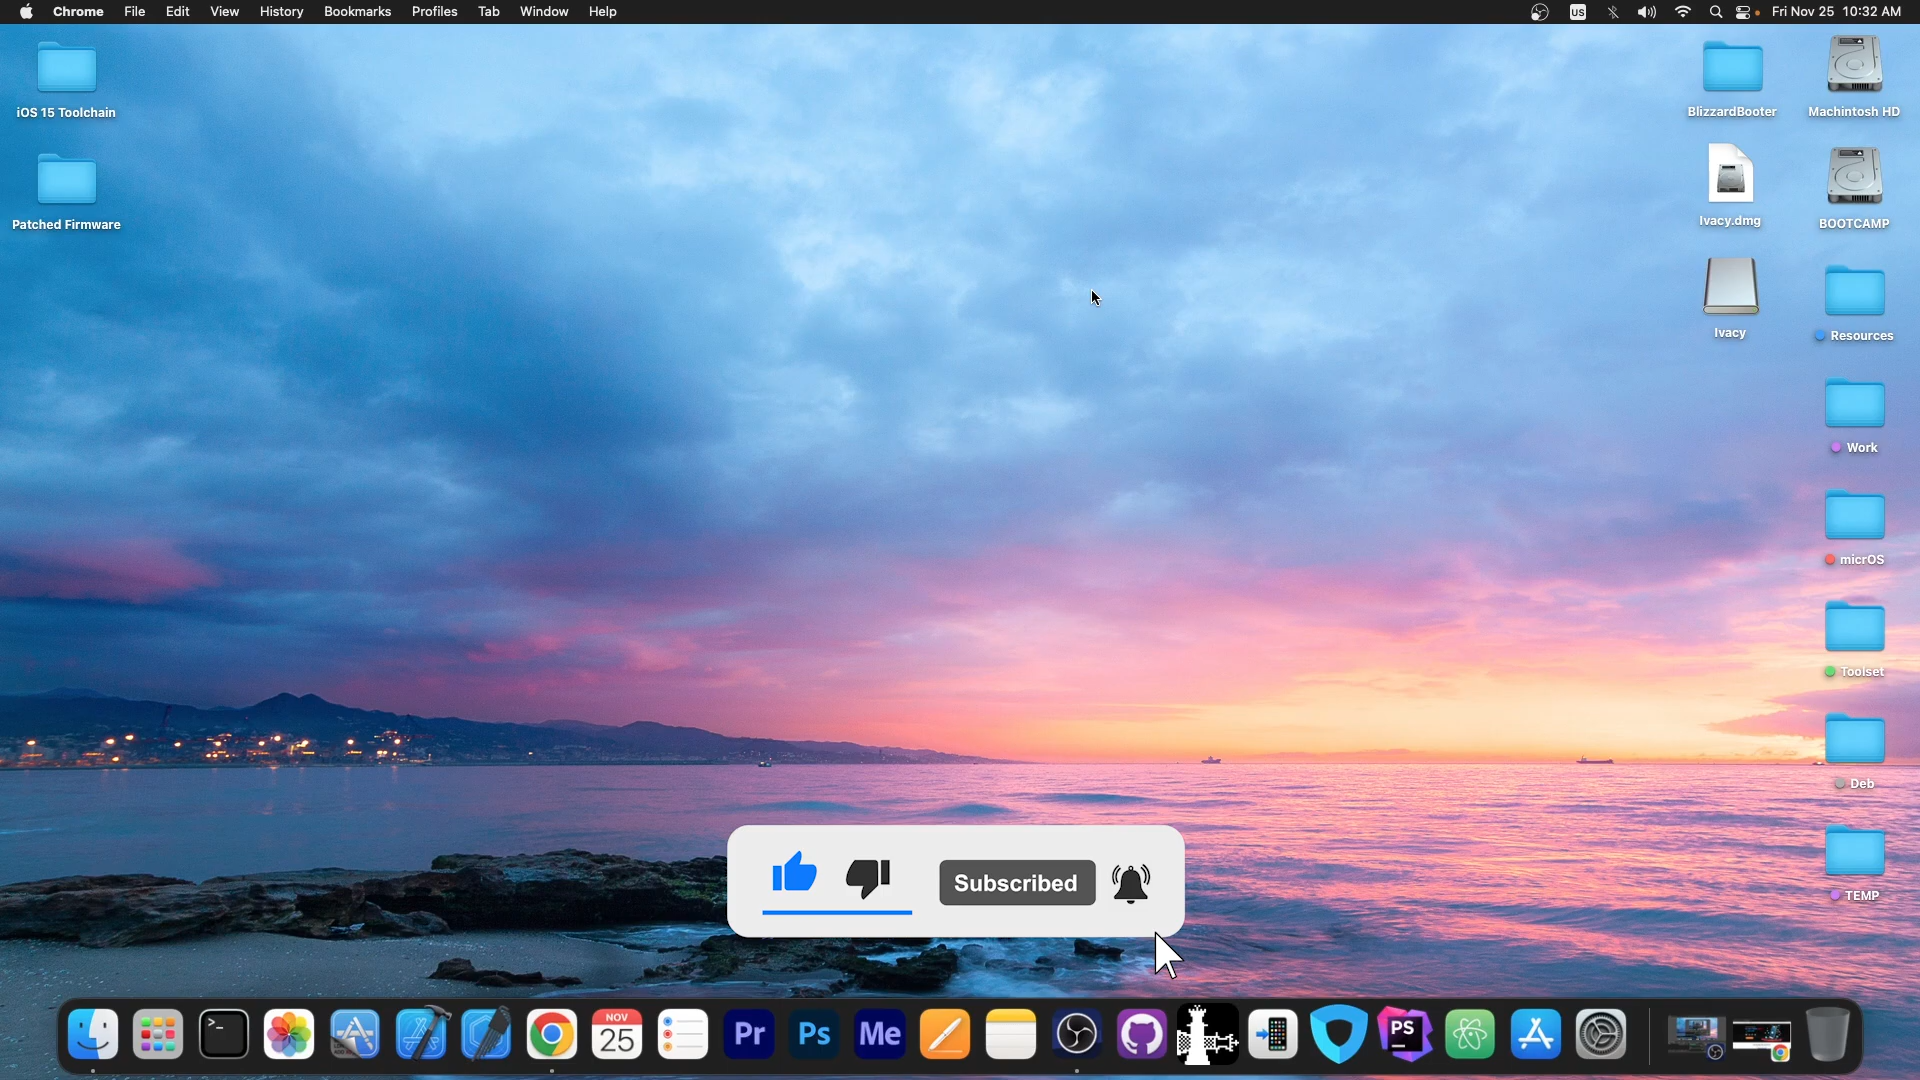 Chrome File Edit View History Bookmarks Profiles Tab Window Help
US
Fri Nov 25 10:32 AM
iOS 15 Toolchain
Patched Firmware
BlizzardBooter
Machintosh HD
Ivacy.dmg
BOOTCAMP
Ivacy
Resources
Work
micrOS
Toolset
Deb
TEMP
Subscribed
>_
NOV
25
Pr
Ps
Me
PS